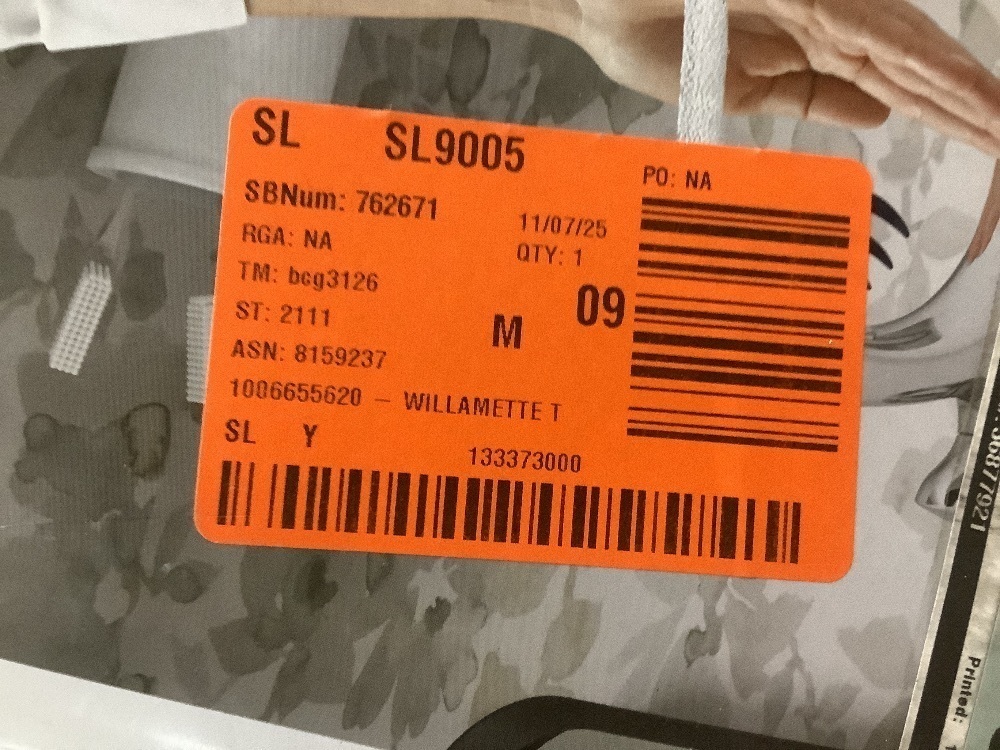 SL SL9005
PO: NA
SBNum: 762671
11/07/25
RGA: NA
QTY: 1
TM: bcg3126
09
ST: 2111
M
ASN: 8159237
1006655620 – WILLAMETTE T
SL Y
133373000
Printed: